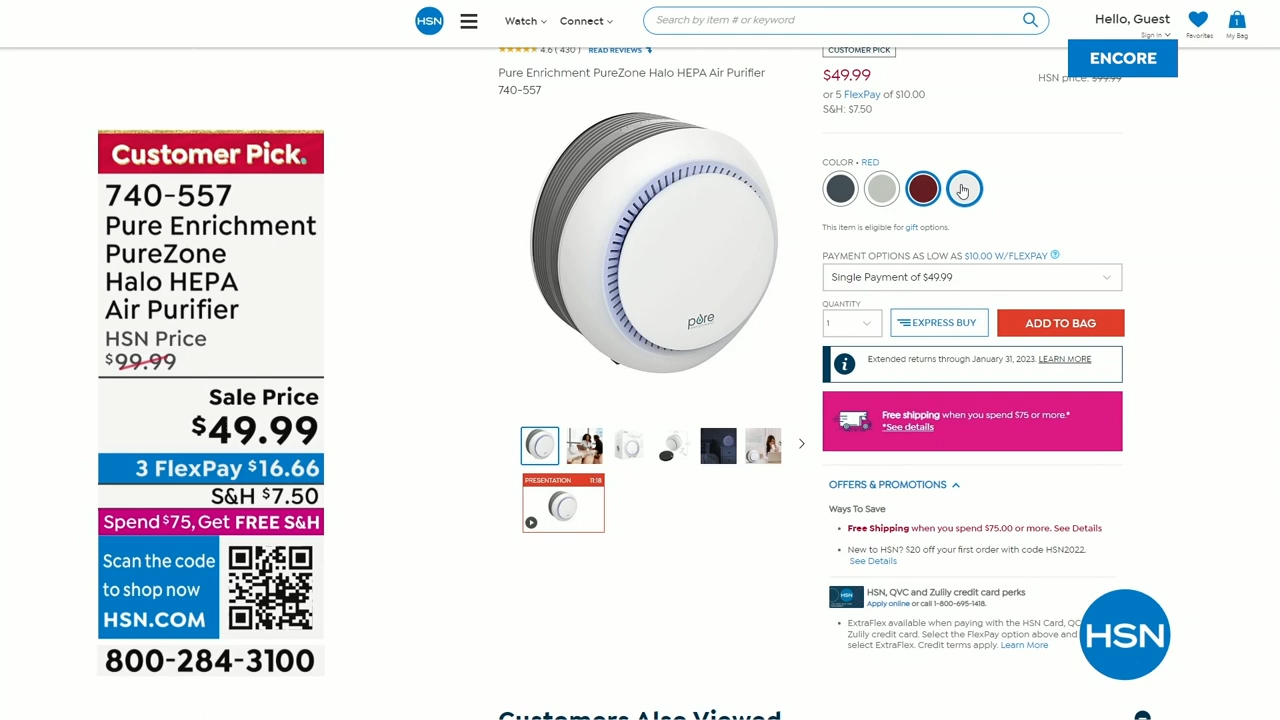 HSN
Watch
Connect
Search by item # or keyword
Hello, Guest
Sign In
Favorites
1
My Bag
ENCORE
4.6 ( 430 )
READ REVIEWS
Pure Enrichment PureZone Halo HEPA Air Purifier
740-557
CUSTOMER PICK
$49.99
HSN price: $99.99
or 5 FlexPay of $10.00
S&H: $7.50
COLOR • RED
This item is eligible for gift options.
PAYMENT OPTIONS AS LOW AS $10.00 W/FLEXPAY
Single Payment of $49.99
QUANTITY
1
EXPRESS BUY
ADD TO BAG
Extended returns through January 31, 2023. LEARN MORE
Free shipping when you spend $75 or more.*
*See details
OFFERS & PROMOTIONS
Ways To Save
• Free Shipping when you spend $75.00 or more. See Details
• New to HSN? $20 off your first order with code HSN2022.
See Details
HSN, QVC and Zulily credit card perks
Apply online or call 1-800-695-1418.
• ExtraFlex available when paying with the HSN Card, QC
Zulily credit card. Select the FlexPay option above and
select ExtraFlex. Credit terms apply. Learn More
HSN
pure
PRESENTATION 11:18
Customers Also Viewed
Customer Pick.
740-557
Pure Enrichment
PureZone
Halo HEPA
Air Purifier
HSN Price
$99.99
Sale Price
$49.99
3 FlexPay $16.66
S&H $7.50
Spend $75, Get FREE S&H
Scan the code
to shop now
HSN.COM
800-284-3100